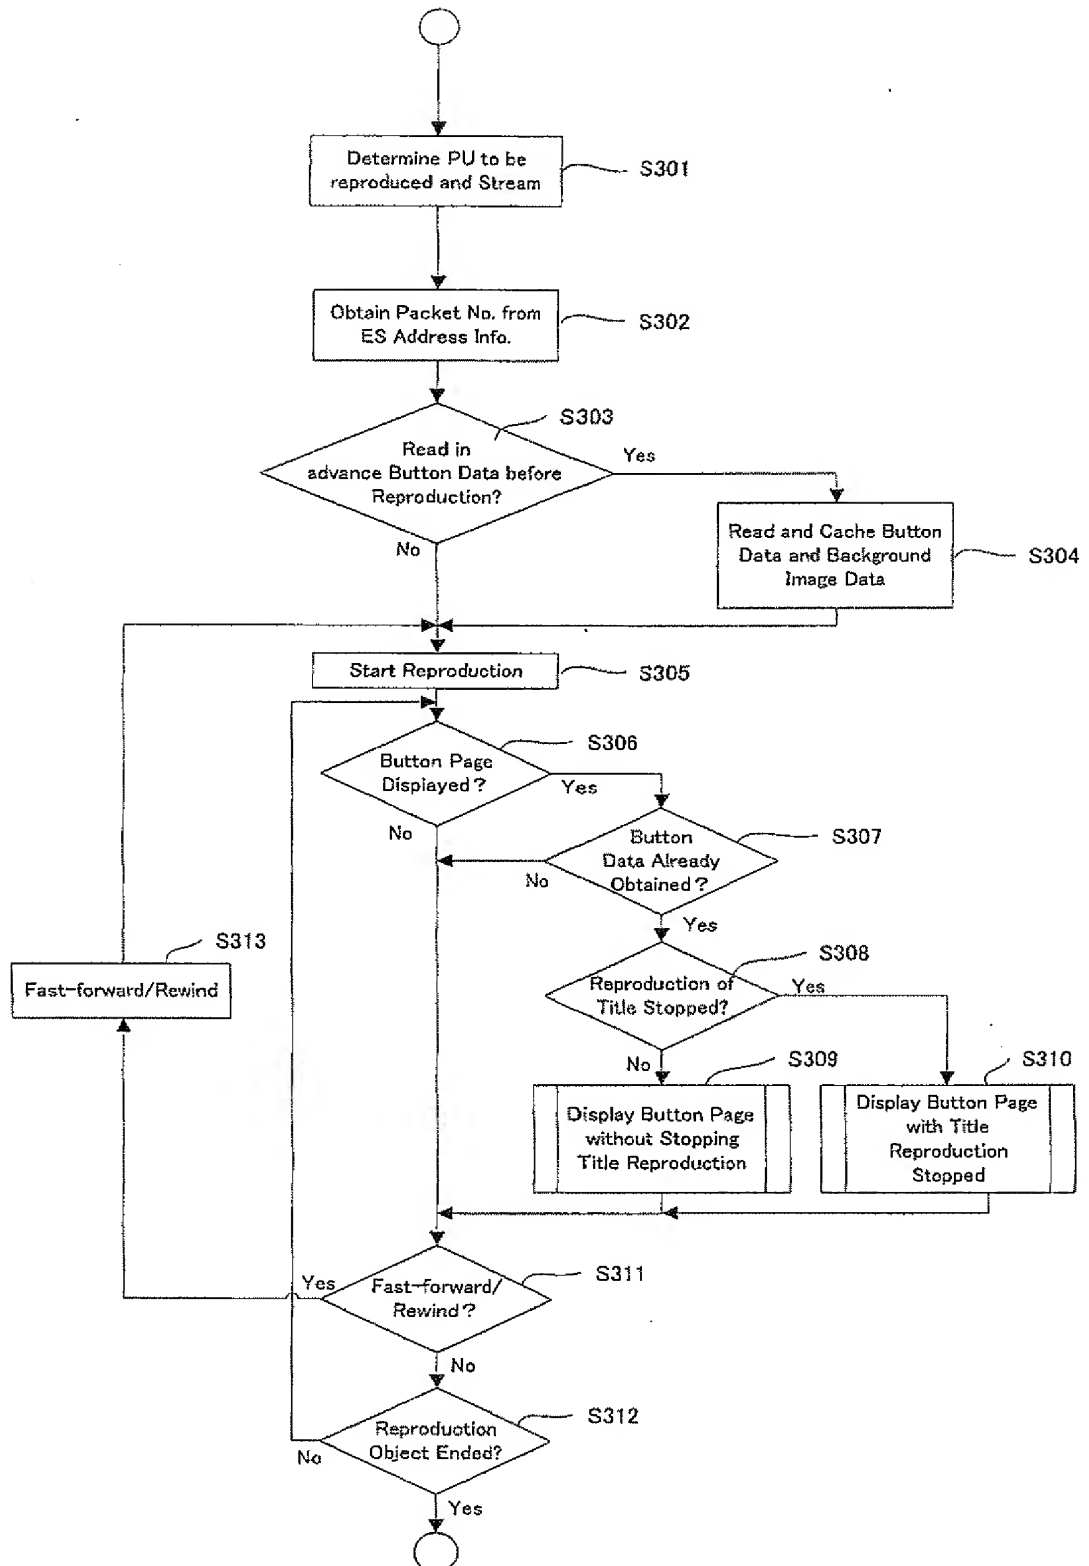 Determine PU to be
reproduced and Stream
S301
Obtain Packet No. from
ES Address Info.
S302
S303
Read in
advance Button Data before
Reproduction?
Yes
No
Read and Cache Button
Data and Background
Image Data
S304
Start Reproduction
S305
S306
Button Page
Displayed?
Yes
No
S307
Button
Data Already
Obtained?
No
Yes
S313
Fast-forward/Rewind
S308
Reproduction of
Title Stopped?
Yes
No
S309
Display Button Page
without Stopping
Title Reproduction
S310
Display Button Page
with Title
Reproduction
Stopped
S311
Fast-forward/
Rewind?
Yes
No
S312
Reproduction
Object Ended?
No
Yes